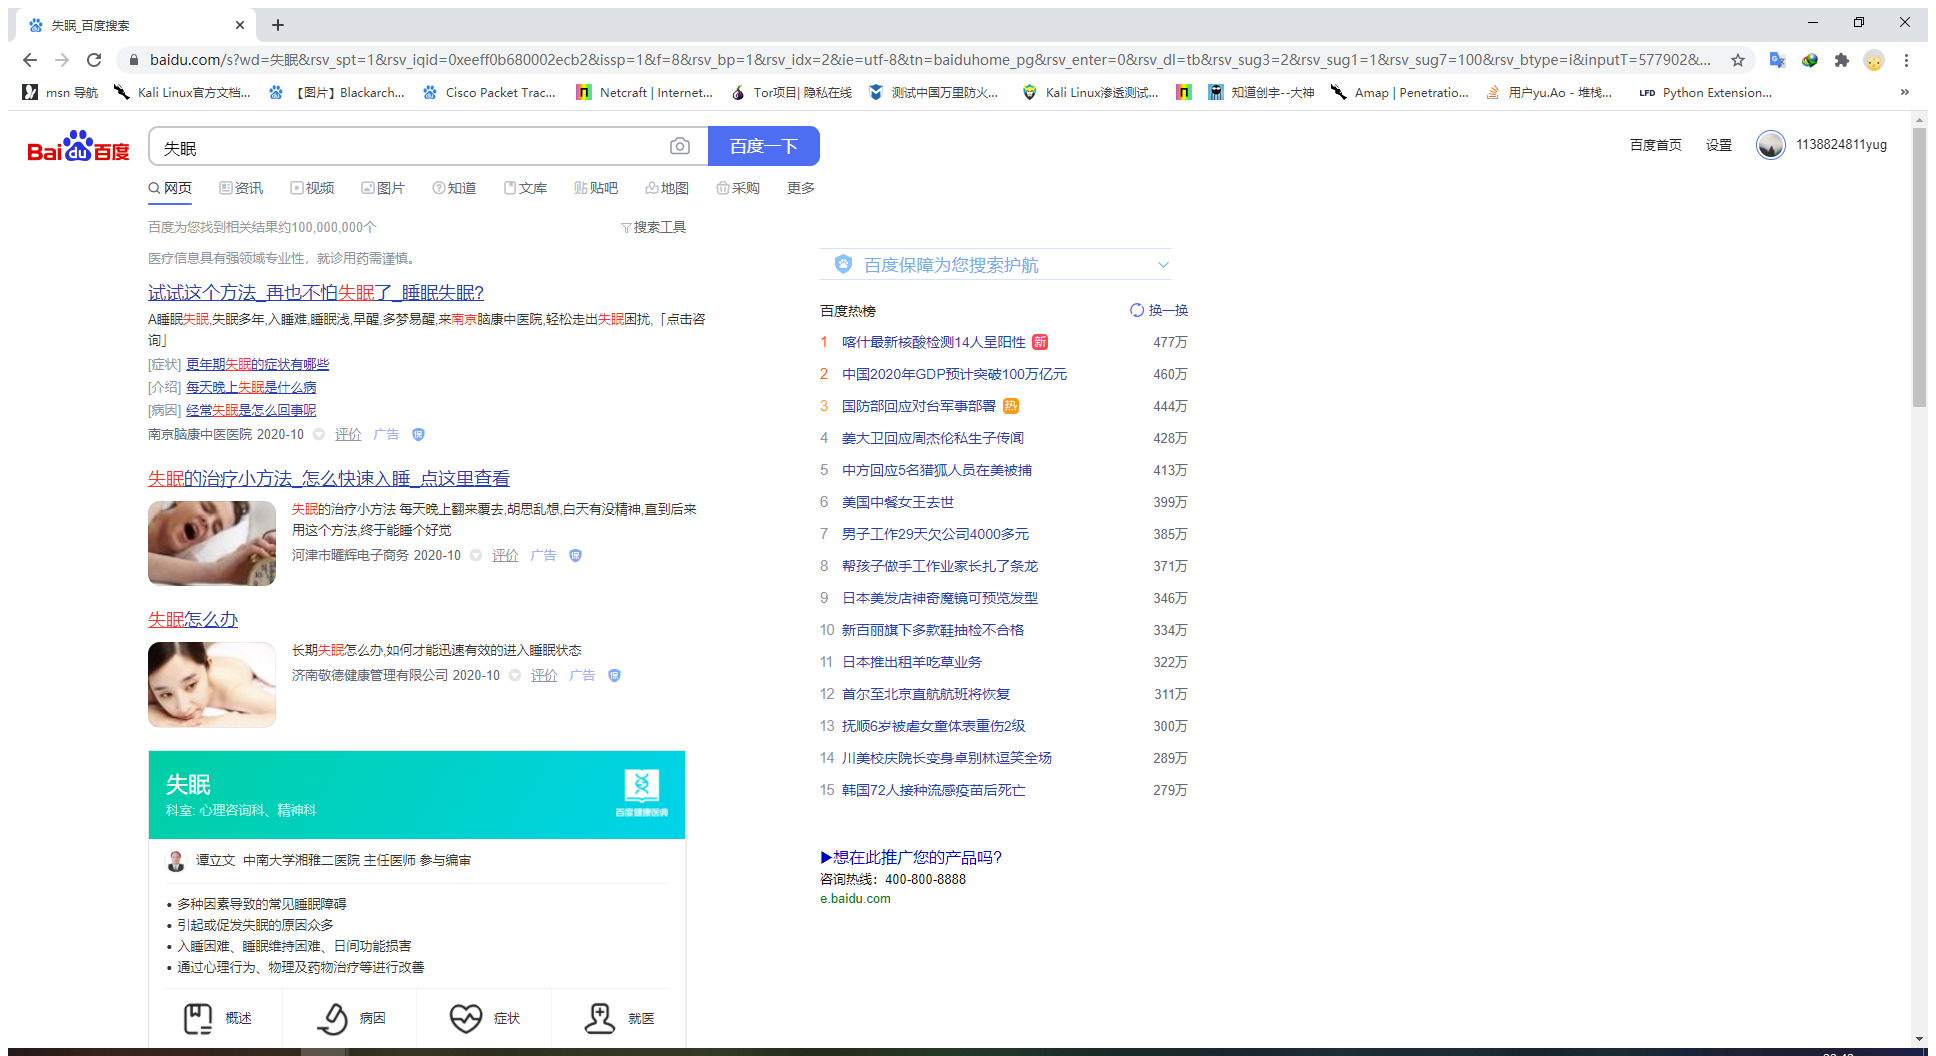 失眠_百度搜索
baidu.com/s?wd=失眠&rsv_spt=1&rsv_iqid=0xeeff0b680002ecb2&issp=1&f=8&rsv_bp=1&rsv_idx=2&ie=utf-8&tn=baiduhome_pg&rsv_enter=0&rsv_dl=tb&rsv_sug3=2&rsv_sug1=1&rsv_sug7=100&rsv_btype=i&inputT=577902&...
msn 导航 Kali Linux官方文档... 【图片】Blackarch... Cisco Packet Trac... Netcraft | Internet... Tor项目| 隐私在线 测试中国万里防火... Kali Linux渗透测试... 知道创宇--大神 Amap | Penetratio... 用户yu.Ao - 堆栈... LFD Python Extension... »
Bai du 百度 失眠 百度一下 百度首页 设置 1138824811yug
网页 资讯 视频 图片 知道 文库 贴吧 地图 采购 更多
百度为您找到相关结果约100,000,000个 搜索工具
医疗信息具有强领域专业性，就诊用药需谨慎。
试试这个方法_再也不怕失眠了_睡眠失眠?
A睡眠失眠,失眠多年,入睡难,睡眠浅,早醒,多梦易醒,来南京脑康中医院,轻松走出失眠困扰,「点击咨
询」
[症状] 更年期失眠的症状有哪些
[介绍] 每天晚上失眠是什么病
[病因] 经常失眠是怎么回事呢
南京脑康中医医院 2020-10 评价 广告 保
失眠的治疗小方法_怎么快速入睡_点这里查看
失眠的治疗小方法 每天晚上翻来覆去,胡思乱想,白天有没精神,直到后来
用这个方法,终于能睡个好觉
河津市曜辉电子商务 2020-10 评价 广告 保
失眠怎么办
长期失眠怎么办,如何才能迅速有效的进入睡眠状态
济南敬德健康管理有限公司 2020-10 评价 广告 保
失眠
科室: 心理咨询科、精神科
百度健康医典
谭立文 中南大学湘雅二医院 主任医师 参与编审
• 多种因素导致的常见睡眠障碍
• 引起或促发失眠的原因众多
• 入睡困难、睡眠维持困难、日间功能损害
• 通过心理行为、物理及药物治疗等进行改善
概述 病因 症状 就医
百度保障为您搜索护航
百度热榜 换一换
1 喀什最新核酸检测14人呈阳性 新 477万
2 中国2020年GDP预计突破100万亿元 460万
3 国防部回应对台军事部署 热 444万
4 姜大卫回应周杰伦私生子传闻 428万
5 中方回应5名猎狐人员在美被捕 413万
6 美国中餐女王去世 399万
7 男子工作29天欠公司4000多元 385万
8 帮孩子做手工作业家长扎了条龙 371万
9 日本美发店神奇魔镜可预览发型 346万
10 新百丽旗下多款鞋抽检不合格 334万
11 日本推出租羊吃草业务 322万
12 首尔至北京直航航班将恢复 311万
13 抚顺6岁被虐女童体表重伤2级 300万
14 川美校庆院长变身卓别林逗笑全场 289万
15 韩国72人接种流感疫苗后死亡 279万
▶想在此推广您的产品吗?
咨询热线：400-800-8888
e.baidu.com